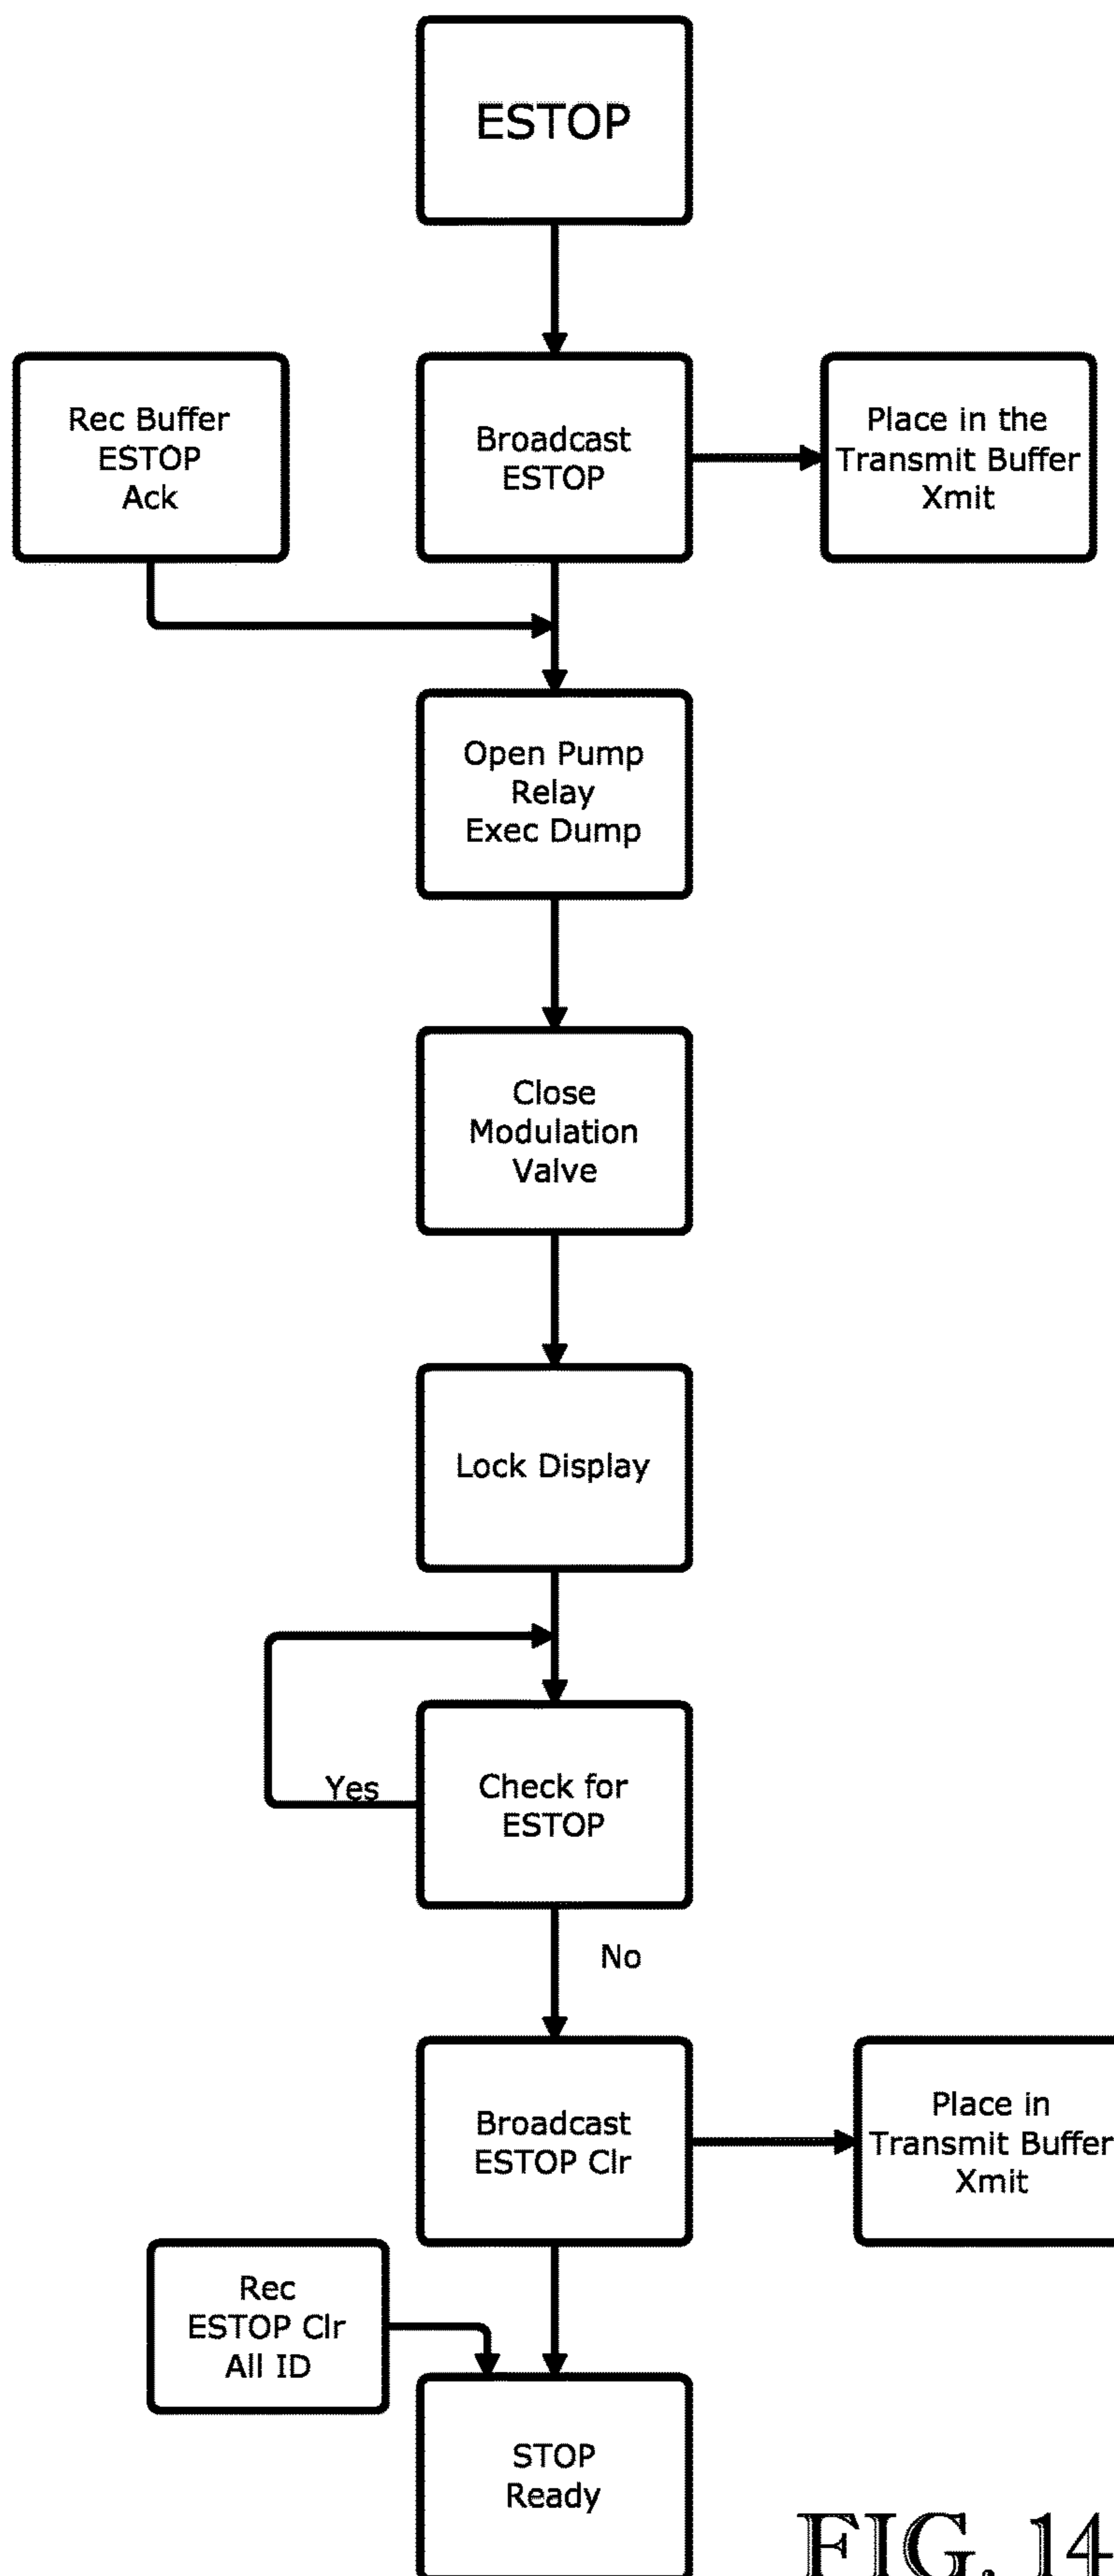 ESTOP
Rec Buffer
ESTOP
Ack
Broadcast
ESTOP
Place in the
Transmit Buffer
Xmit
Open Pump
Relay
Exec Dump
Close
Modulation
Valve
Lock Display
Yes
Check for
ESTOP
No
Broadcast
ESTOP Clr
Place in
Transmit Buffer
Xmit
Rec
ESTOP Clr
All ID
STOP
Ready
FIG. 14